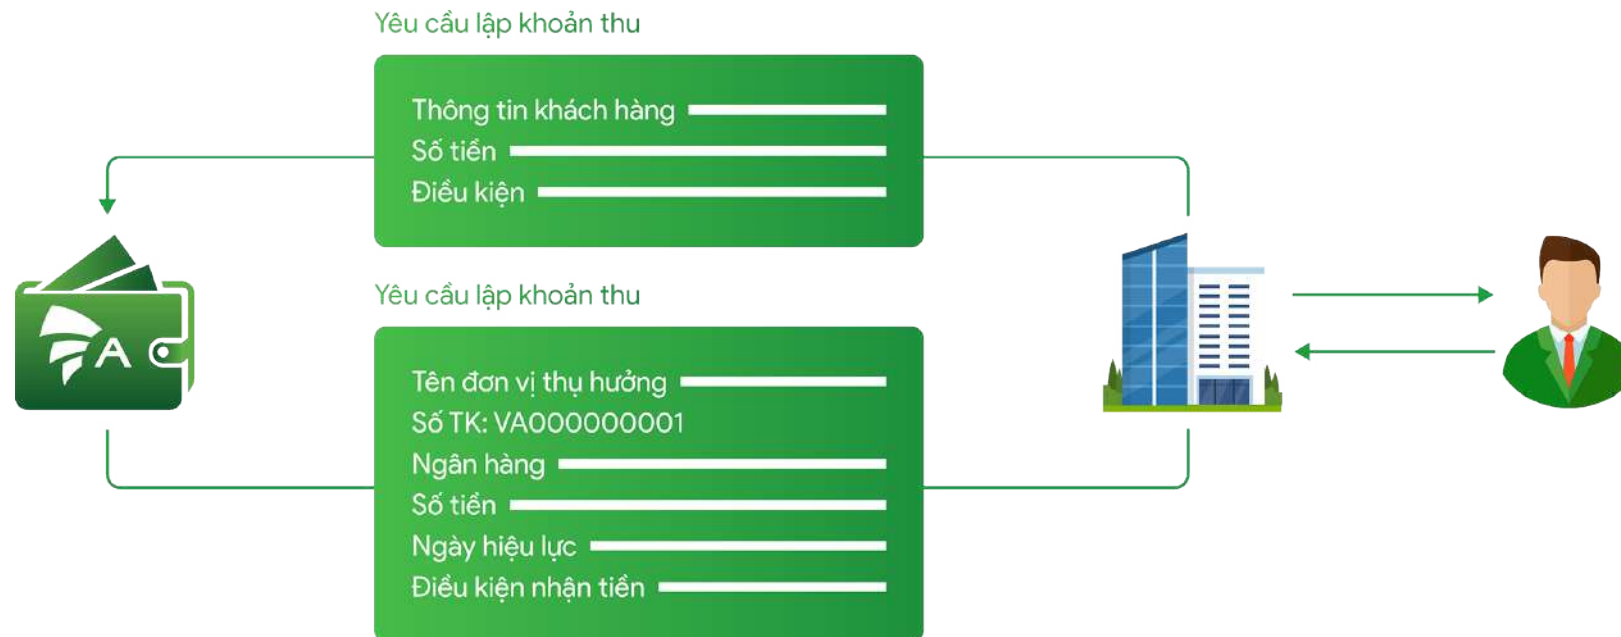 Yêu cầu lập khoản thu
Thông tin khách hàng
Số tiền
Điều kiện
A
Yêu cầu lập khoản thu
Tên đơn vị thụ hưởng
Số TK: VA000000001
Ngân hàng
Số tiền
Ngày hiệu lực
Điều kiện nhận tiền